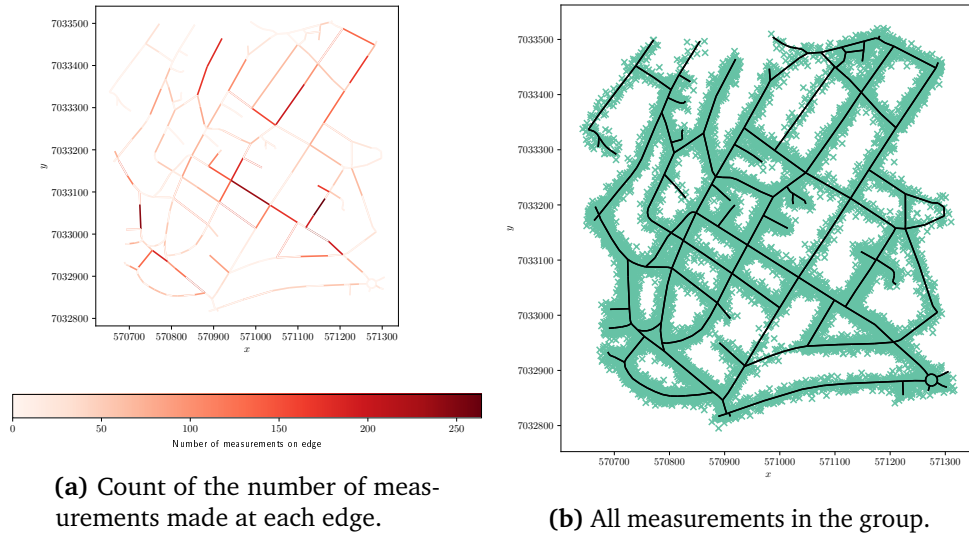 7033500
7033400
7033300
7033200
7033100
7033000
7032900
7032800
y
570700 570800 570900 571000 571100 571200 571300
x
0 50 100 150 200 250
Number of measurements on edge
(a) Count of the number of meas-
urements made at each edge.
7033500
7033400
7033300
7033200
7033100
7033000
7032900
7032800
y
570700 570800 570900 571000 571100 571200 571300
x
(b) All measurements in the group.